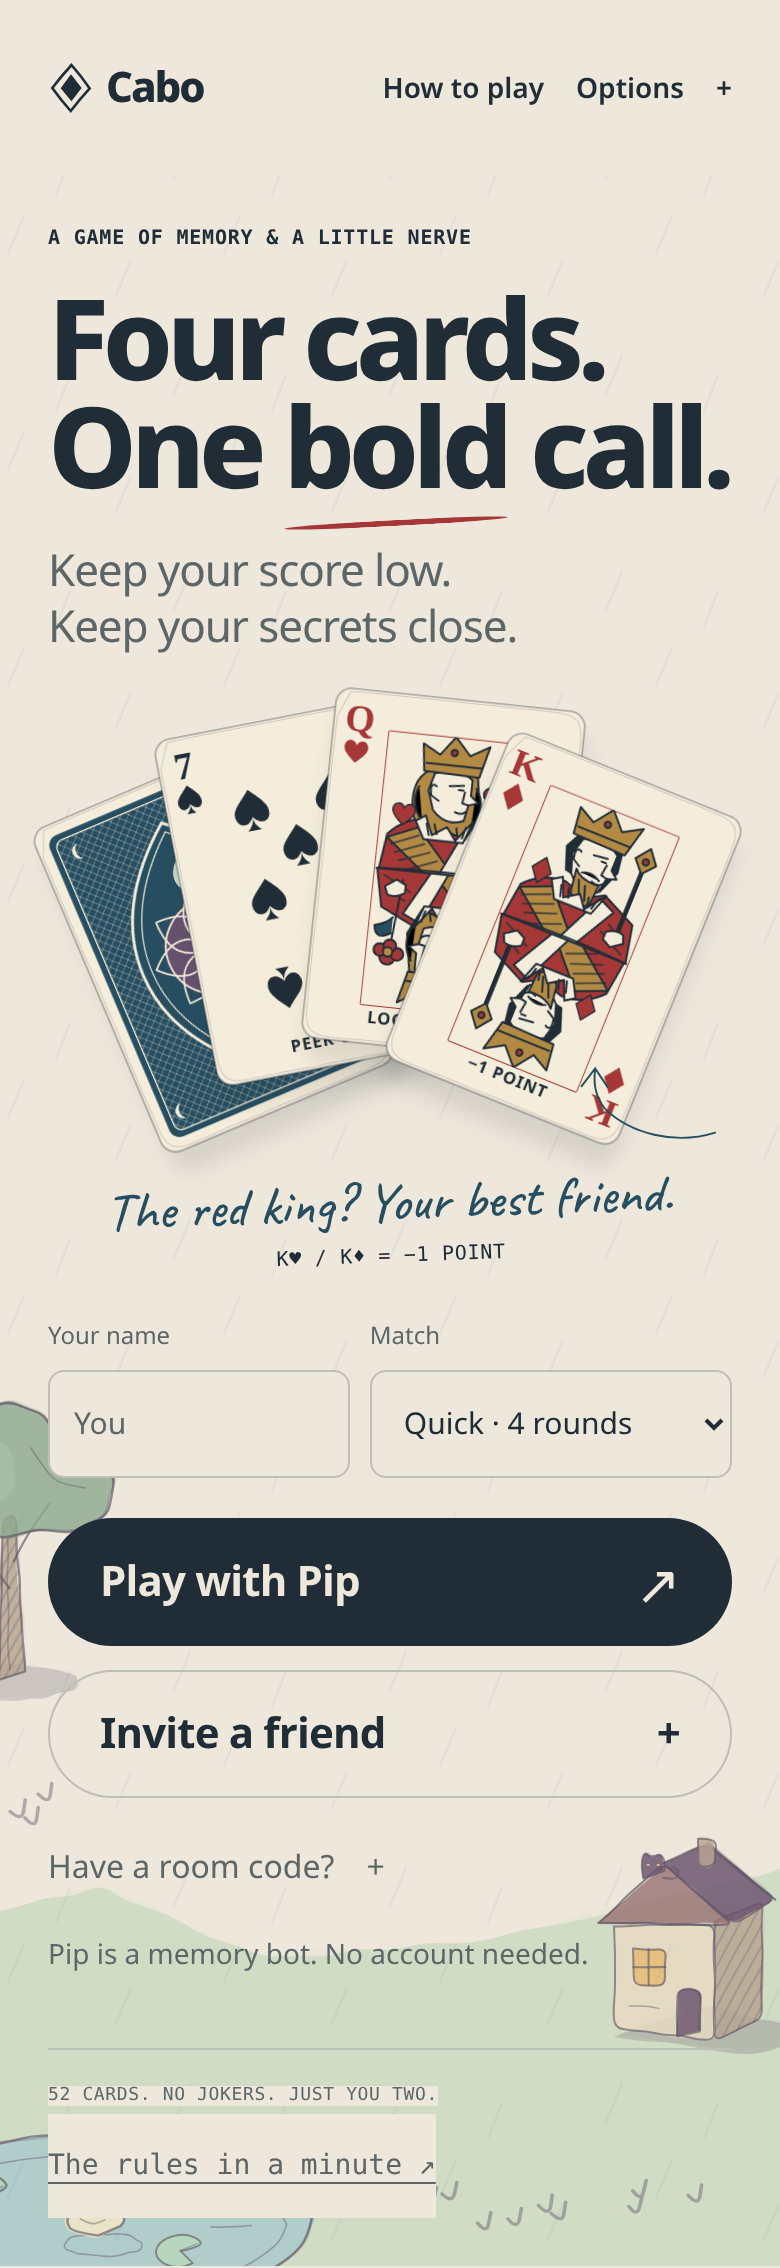 Cabo
How to play Options +
A GAME OF MEMORY & A LITTLE NERVE
Four cards.
One bold call.
Keep your score low.
Keep your secrets close.
7
Q
K
PEEK
LOO
−1 POINT
K
The red king? Your best friend.
K♥ / K♦ = −1 POINT
Your name Match
You Quick · 4 rounds
Play with Pip ↗
Invite a friend +
Have a room code? +
Pip is a memory bot. No account needed.
52 CARDS. NO JOKERS. JUST YOU TWO.
The rules in a minute ↗